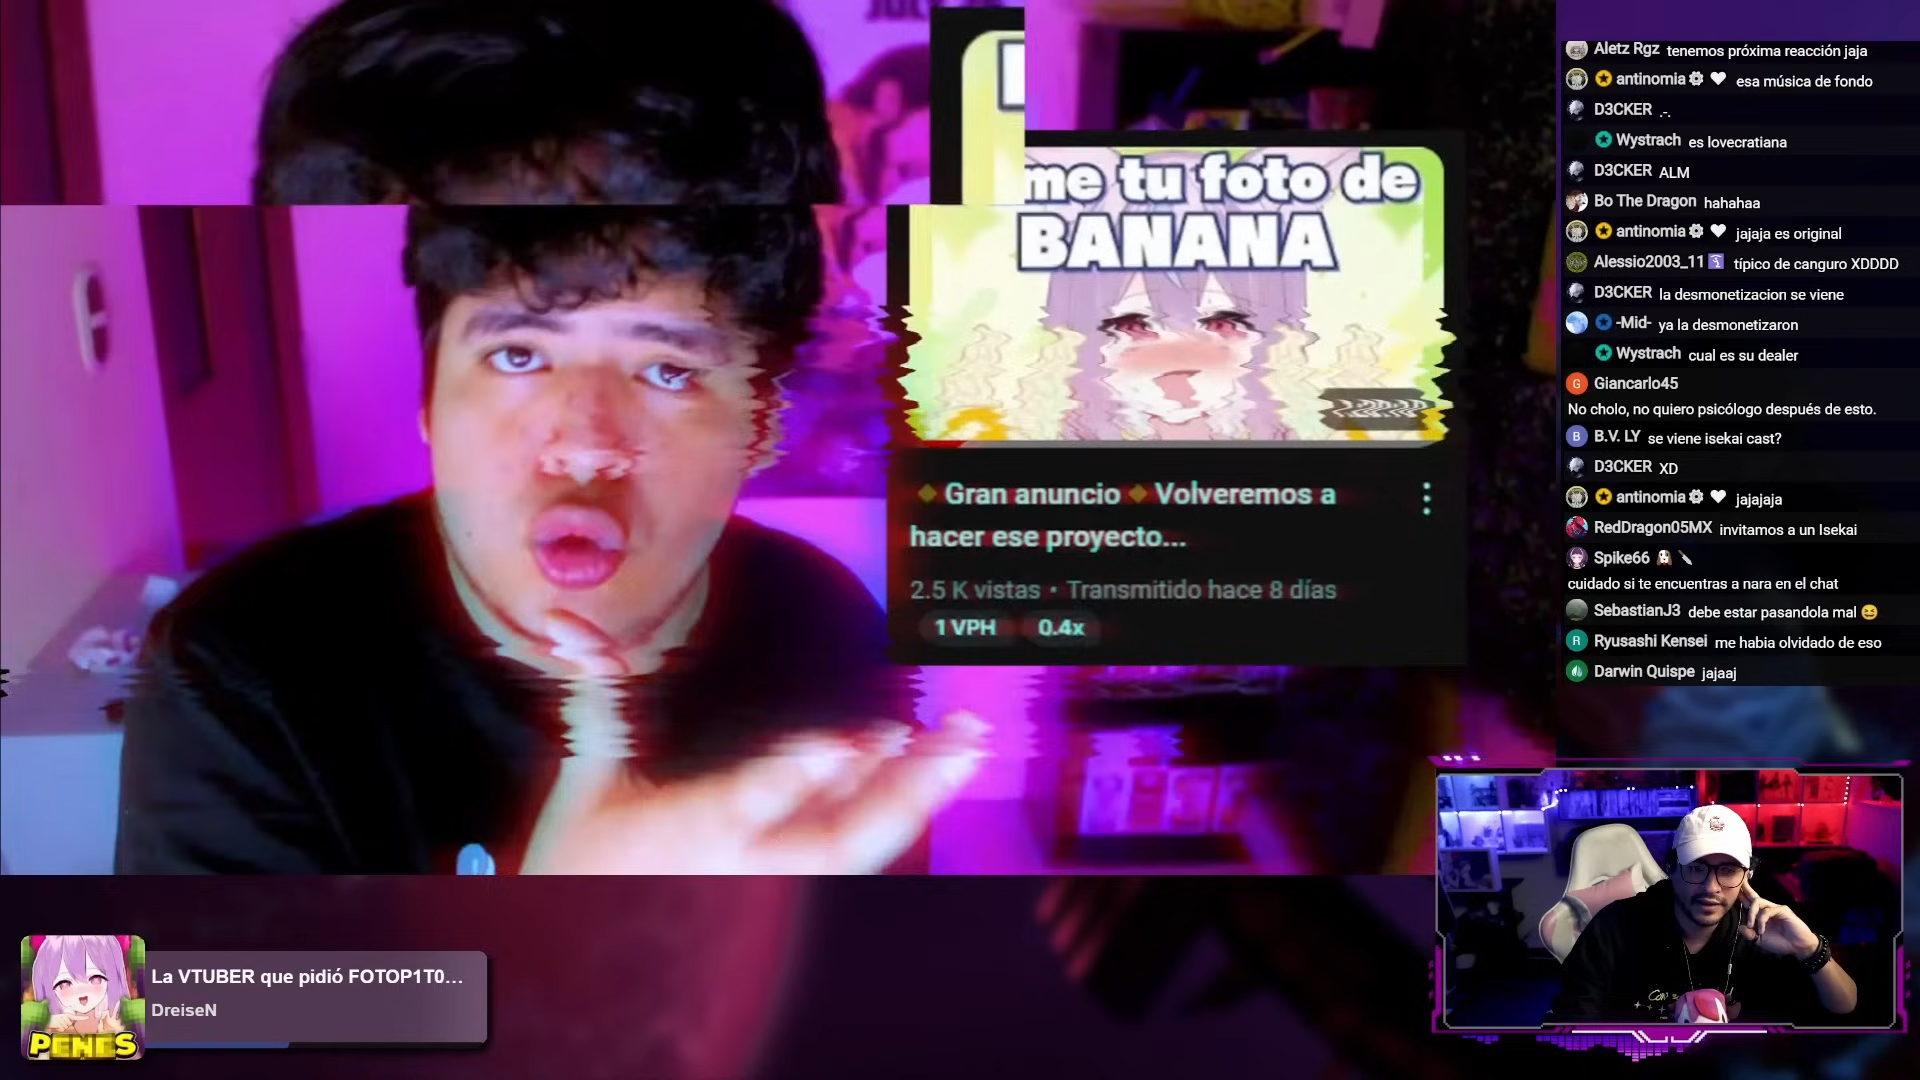 me tu foto de
BANANA
Gran anuncio Volveremos a
hacer ese proyecto...
2.5 K vistas • Transmitido hace 8 días
1 VPH 0.4x
Aletz Rgz tenemos próxima reacción jaja
antinomia esa música de fondo
D3CKER .-.
Wystrach es lovecratiana
D3CKER ALM
Bo The Dragon hahahaa
antinomia jajaja es original
Alessio2003_11 típico de canguro XDDDD
D3CKER la desmonetizacion se viene
-Mid- ya la desmonetizaron
Wystrach cual es su dealer
G Giancarlo45
No cholo, no quiero psicólogo después de esto.
B B.V. LY se viene isekai cast?
D3CKER XD
antinomia jajajaja
RedDragon05MX invitamos a un Isekai
Spike66
cuidado si te encuentras a nara en el chat
SebastianJ3 debe estar pasandola mal 😆
R Ryusashi Kensei me habia olvidado de eso
Darwin Quispe jajaaj
La VTUBER que pidió FOTOP1T0...
DreiseN
PENES